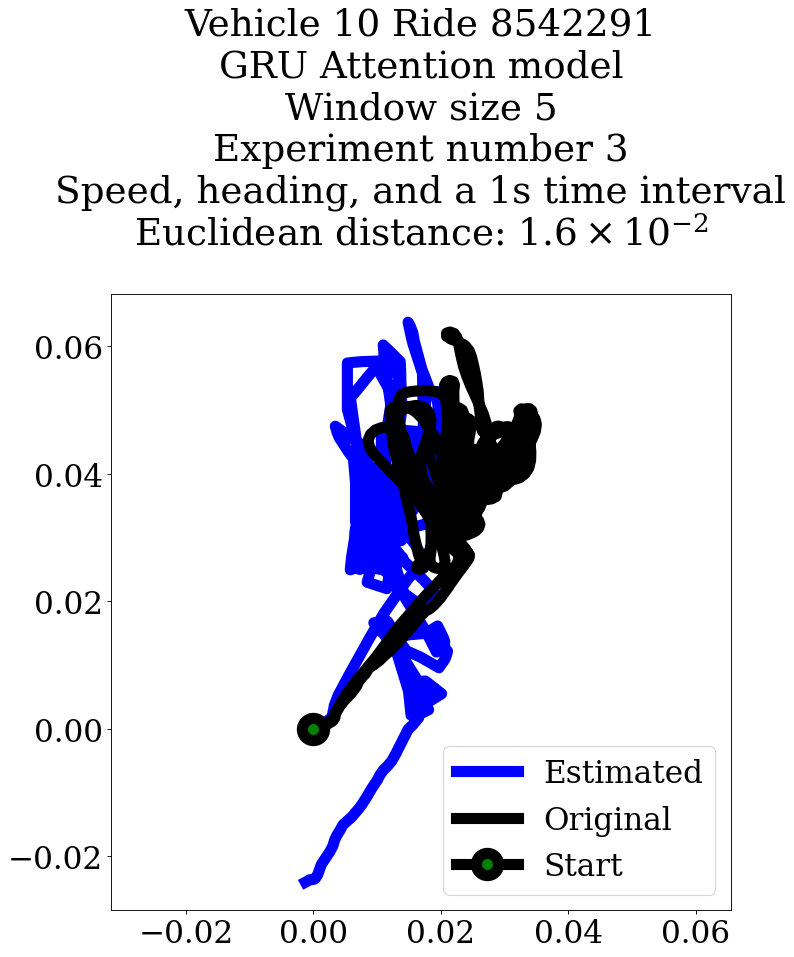 Vehicle 10 Ride 8542291
GRU Attention model
Window size 5
Experiment number 3
Speed, heading, and a 1s time interval
Euclidean distance: 1.6 × 10⁻²
0.06
0.04
0.02
0.00
−0.02
Estimated
Original
Start
−0.02 0.00 0.02 0.04 0.06